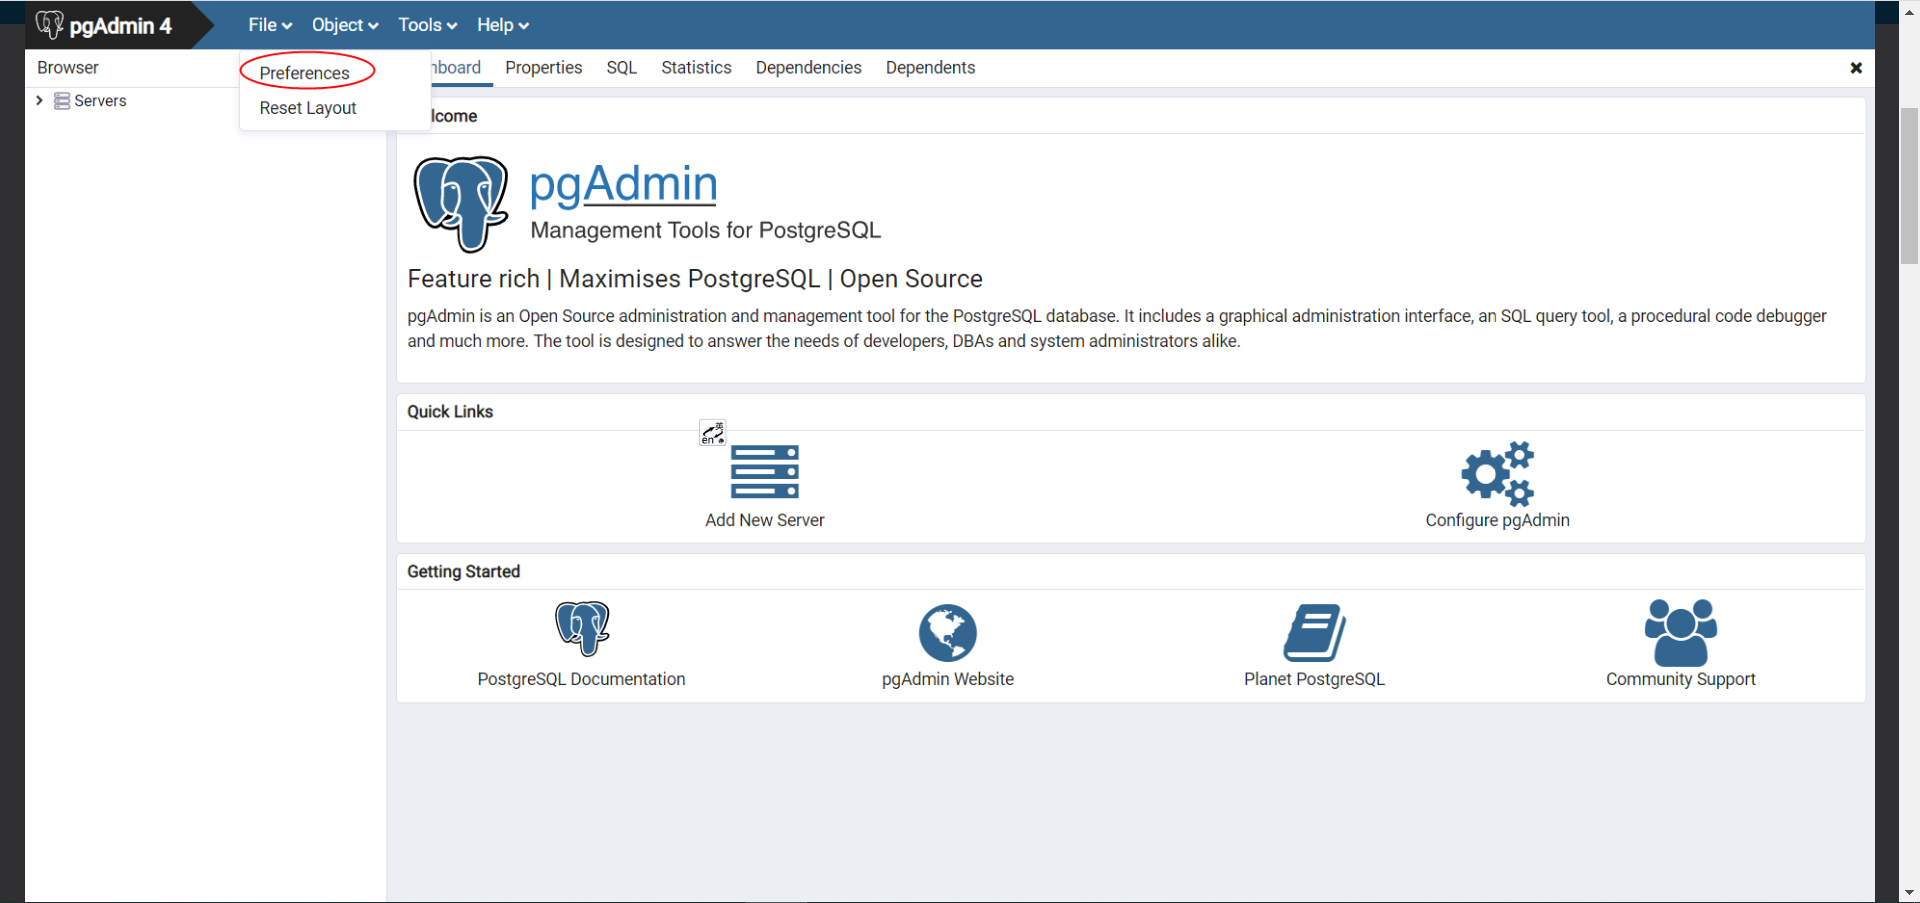 pgAdmin 4
File Object Tools Help
Browser
Preferences
Reset Layout
Servers
hboard Properties SQL Statistics Dependencies Dependents
lcome
pgAdmin
Management Tools for PostgreSQL
Feature rich | Maximises PostgreSQL | Open Source
pgAdmin is an Open Source administration and management tool for the PostgreSQL database. It includes a graphical administration interface, an SQL query tool, a procedural code debugger
and much more. The tool is designed to answer the needs of developers, DBAs and system administrators alike.
Quick Links
en 英
Add New Server
Configure pgAdmin
Getting Started
PostgreSQL Documentation
pgAdmin Website
Planet PostgreSQL
Community Support